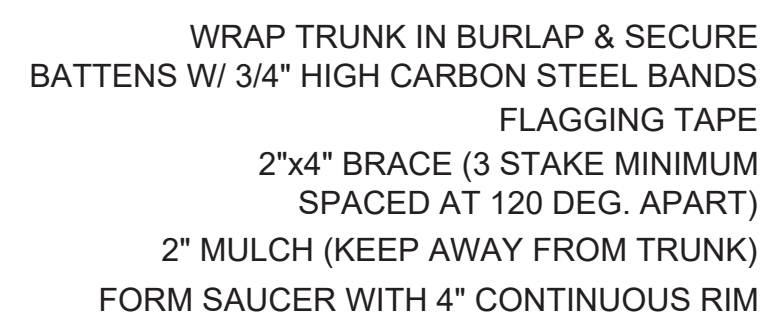 WRAP TRUNK IN BURLAP & SECURE
BATTENS W/ 3/4" HIGH CARBON STEEL BANDS
FLAGGING TAPE
2"x4" BRACE (3 STAKE MINIMUM
SPACED AT 120 DEG. APART)
2" MULCH (KEEP AWAY FROM TRUNK)
FORM SAUCER WITH 4" CONTINUOUS RIM